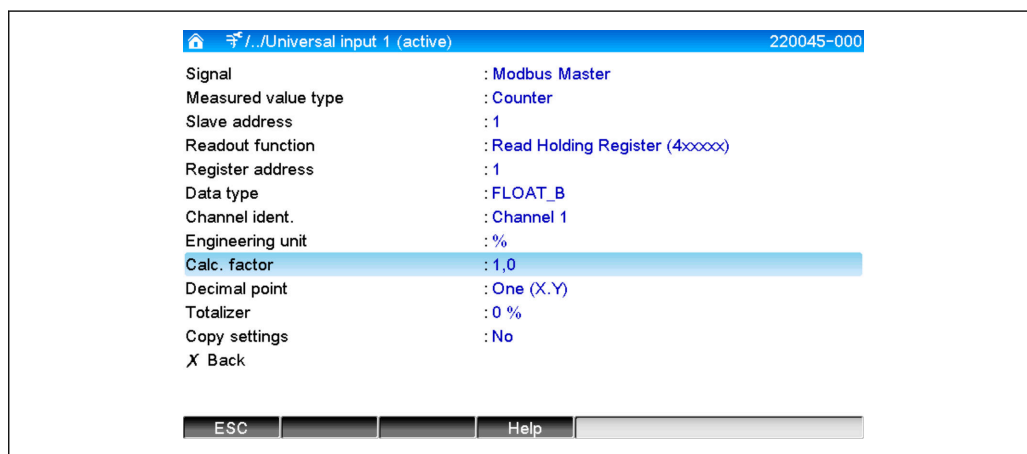 /../Universal input 1 (active) 220045-000
Signal : Modbus Master
Measured value type : Counter
Slave address : 1
Readout function : Read Holding Register (4xxxxx)
Register address : 1
Data type : FLOAT_B
Channel ident. : Channel 1
Engineering unit : %
Calc. factor : 1,0
Decimal point : One (X.Y)
Totalizer : 0 %
Copy settings : No
X Back
ESC Help